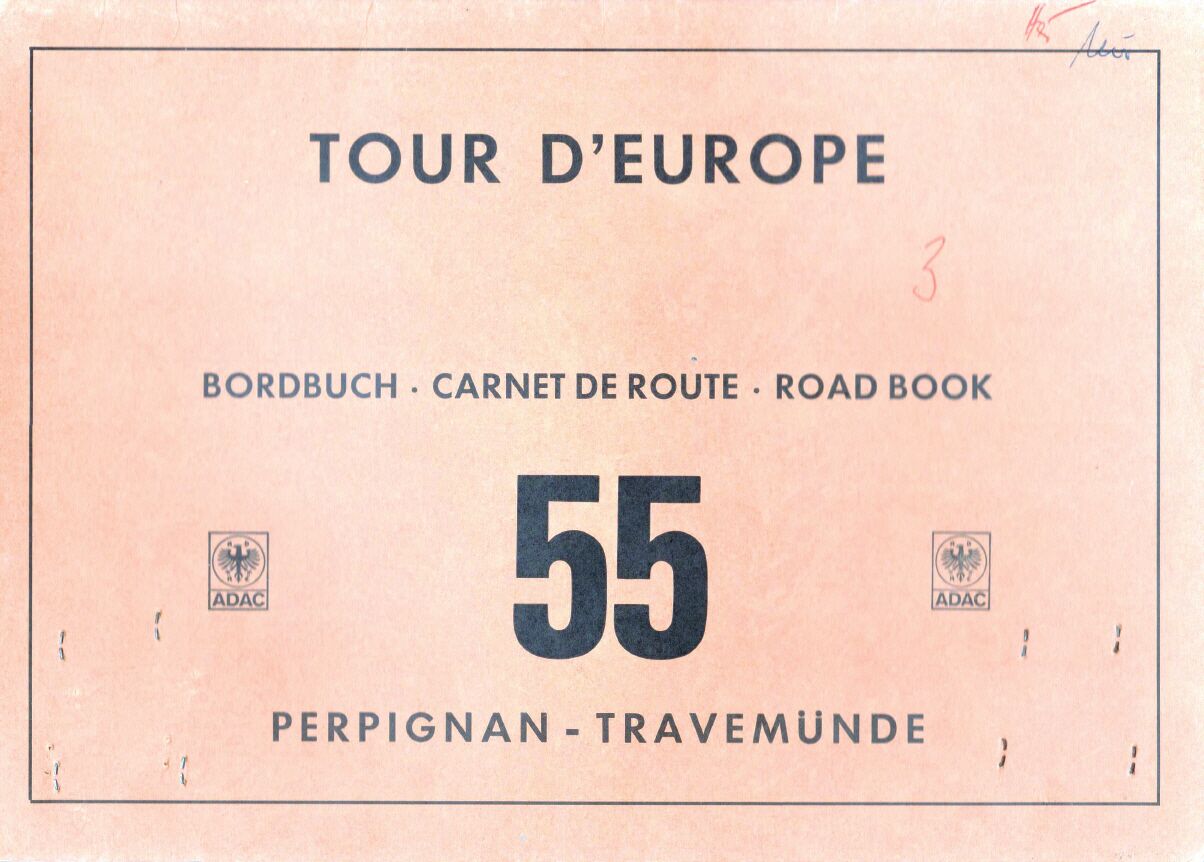 TOUR D'EUROPE
3
BORDBUCH · CARNET DE ROUTE · ROAD BOOK
55
ADAC ADAC
PERPIGNAN - TRAVEMÜNDE